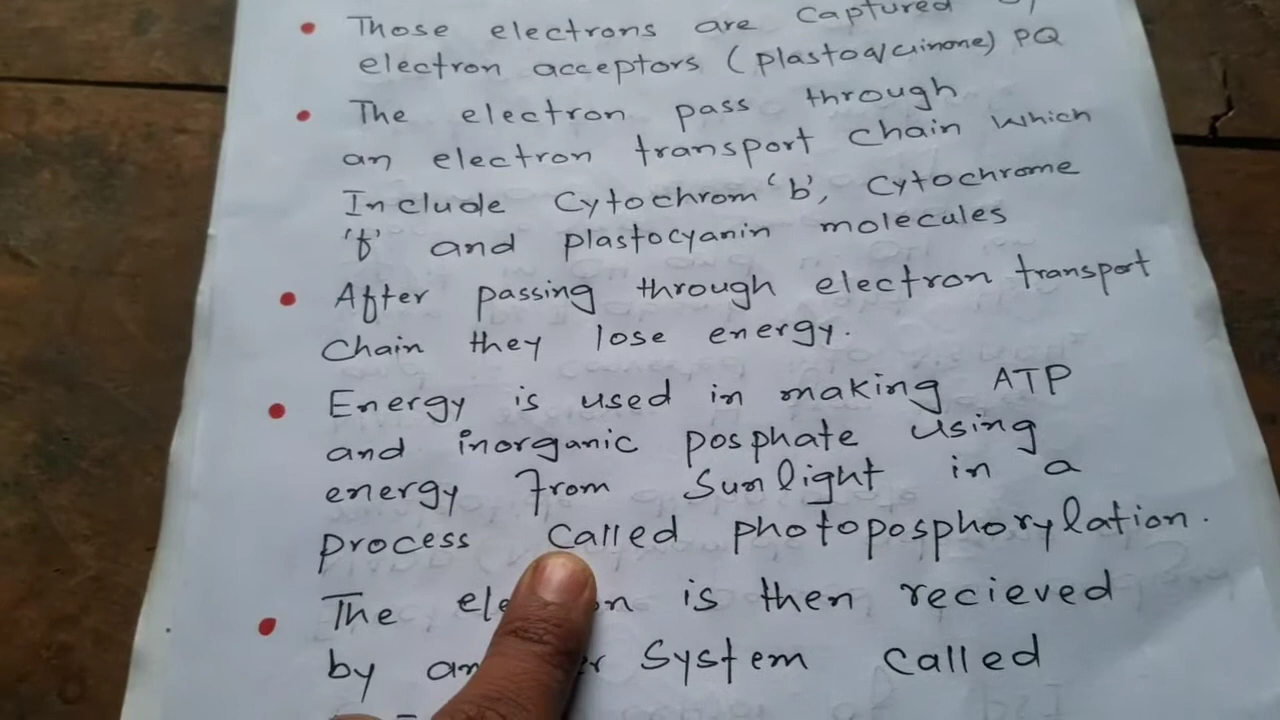 • Those electrons are captured
electron acceptors (plastoquinone) PQ
• The electron pass through
an electron transport chain which
Include Cytochrom 'b', Cytochrome
'f' and plastocyanin molecules
• After passing through electron transport
Chain they lose energy.
• Energy is used in making ATP
and inorganic posphate using
energy from Sunlight in a
process called photoposphorylation.
• The is then recieved
by System called